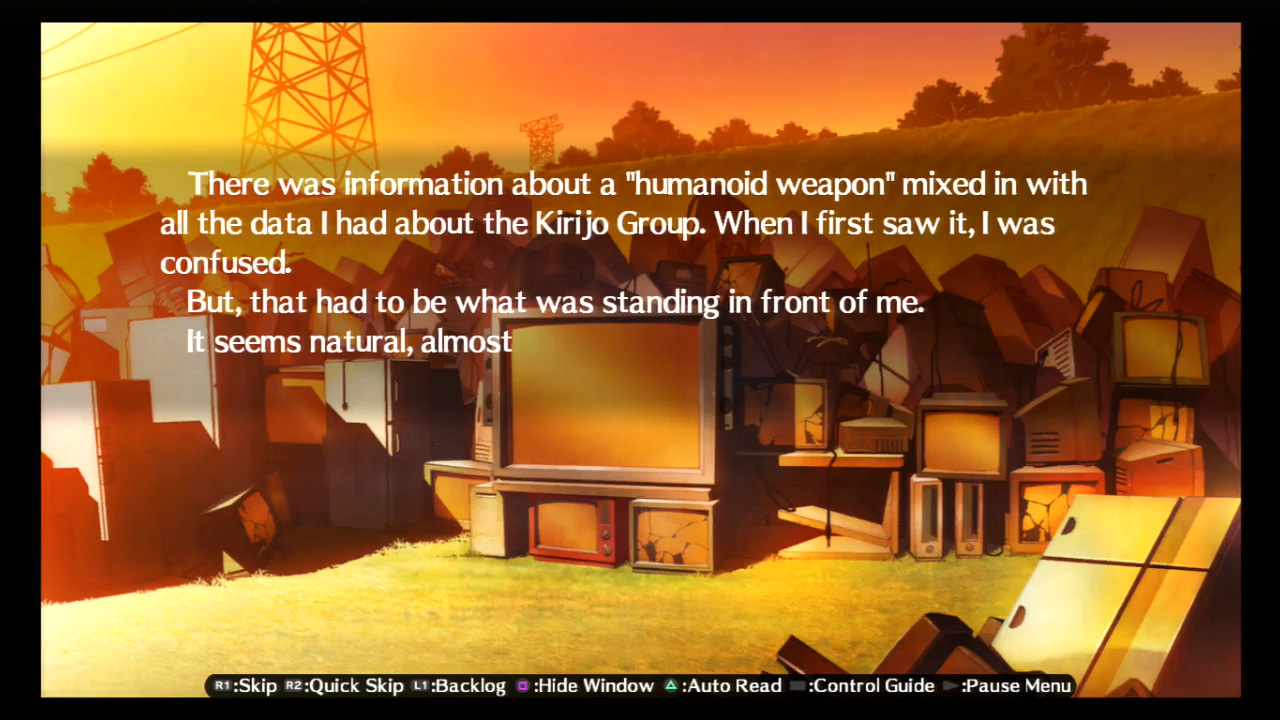 There was information about a "humanoid weapon" mixed in with
all the data I had about the Kirijo Group. When I first saw it, I was
confused.
But, that had to be what was standing in front of me.
It seems natural, almost
R1:Skip R2:Quick Skip L1:Backlog :Hide Window :Auto Read :Control Guide :Pause Menu